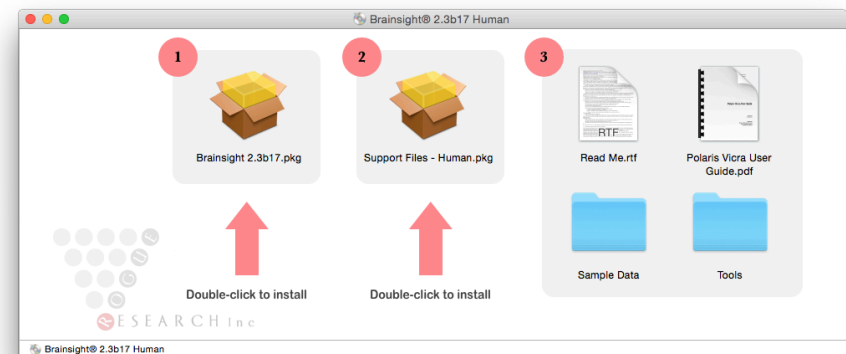 Brainsight® 2.3b17 Human
1
2
3
RTF
Brainsight 2.3b17.pkg
Support Files - Human.pkg
Read Me.rtf
Polaris Vicra User
Guide.pdf
Double-click to install
Double-click to install
Sample Data
Tools
ROGUE
RESEARCH Inc
Brainsight® 2.3b17 Human